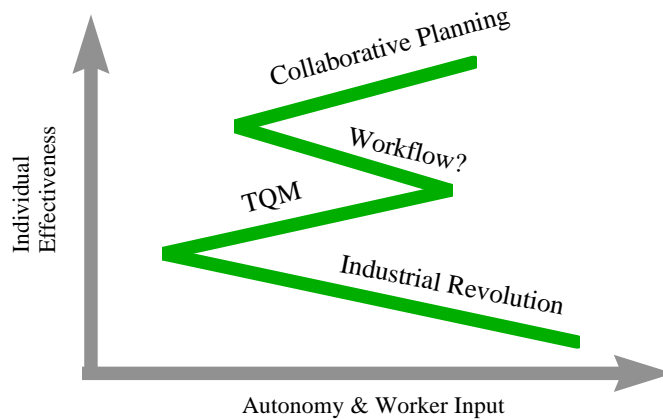 Collaborative Planning
Workflow?
TQM
Industrial Revolution
Individual
Effectiveness
Autonomy & Worker Input